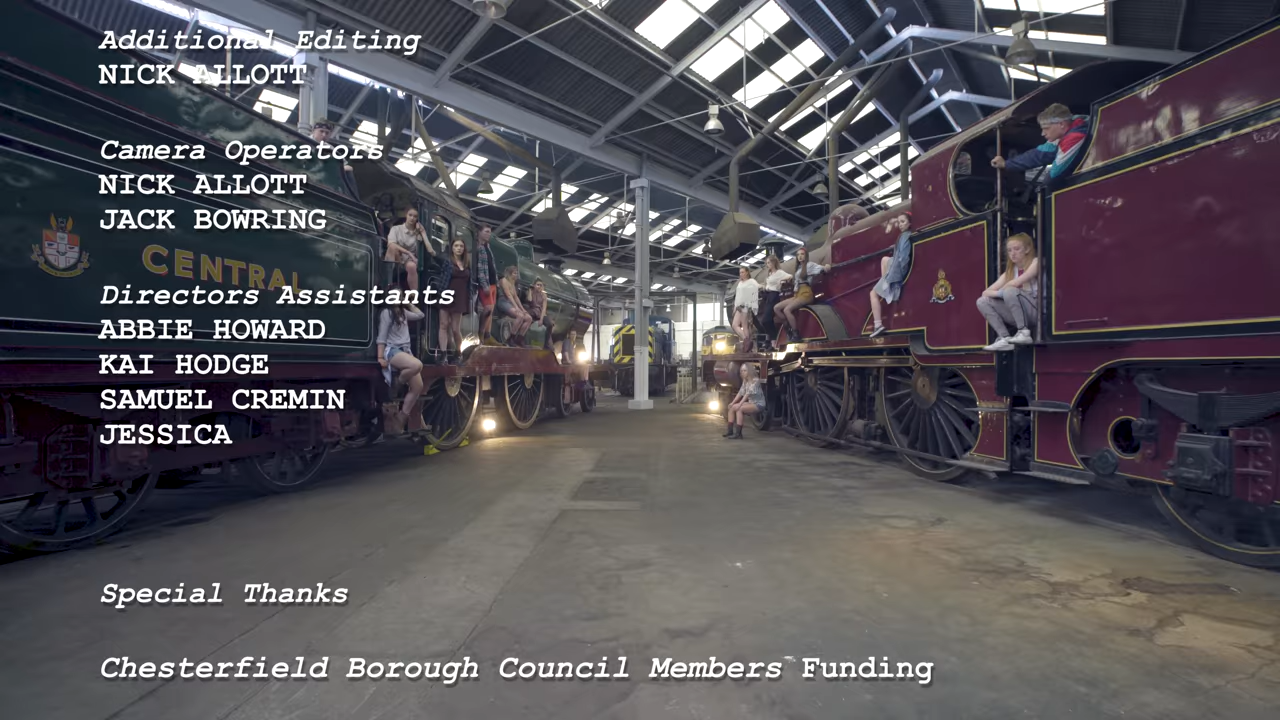 Additional Editing
NICK ALLOTT
Camera Operators
NICK ALLOTT
JACK BOWRING
CENTRAL
Directors Assistants
ABBIE HOWARD
KAI HODGE
SAMUEL CREMIN
JESSICA
Special Thanks
Chesterfield Borough Council Members Funding